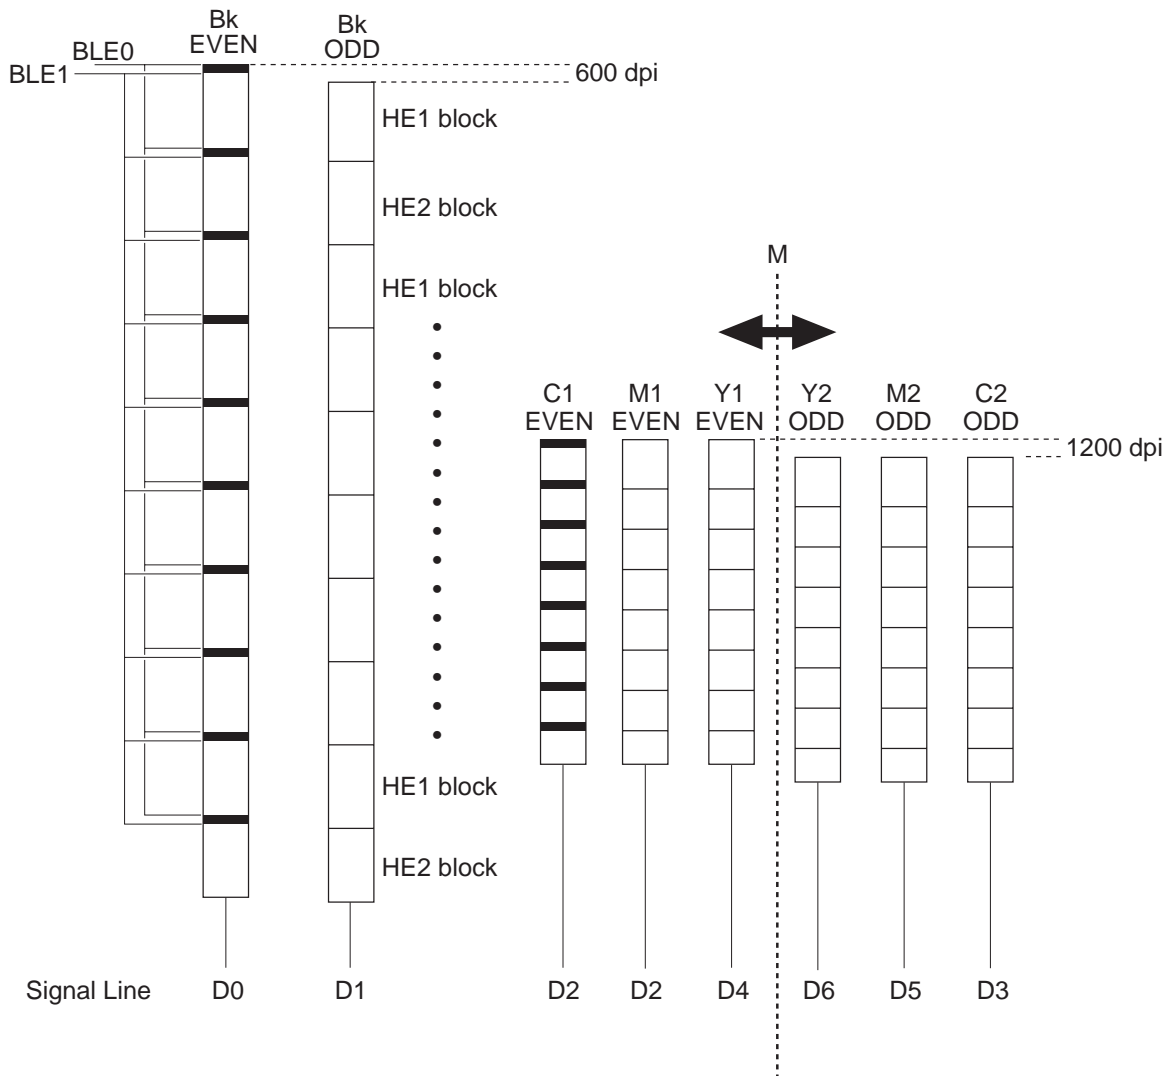 Bk
EVEN
Bk
ODD
BLE0
BLE1
600 dpi
HE1 block
HE2 block
HE1 block
M
C1
EVEN
M1
EVEN
Y1
EVEN
Y2
ODD
M2
ODD
C2
ODD
1200 dpi
HE1 block
HE2 block
Signal Line D0 D1 D2 D2 D4 D6 D5 D3